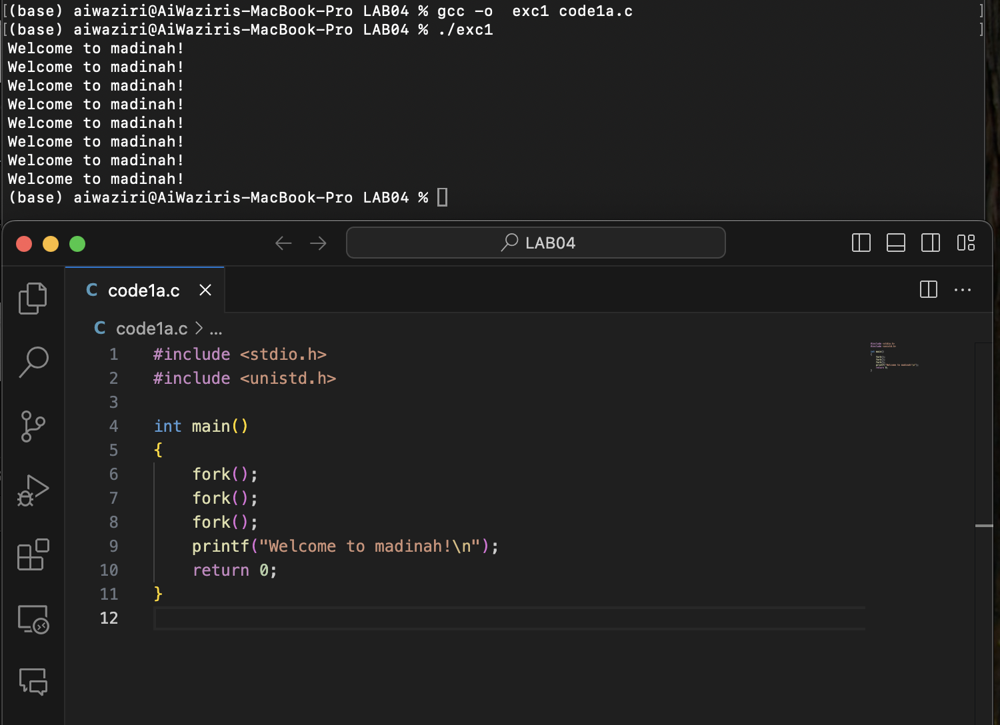 [(base) aiwaziri@AiWaziris-MacBook-Pro LAB04 % gcc -o  exc1 code1a.c ]
[(base) aiwaziri@AiWaziris-MacBook-Pro LAB04 % ./exc1 ]
Welcome to madinah!
Welcome to madinah!
Welcome to madinah!
Welcome to madinah!
Welcome to madinah!
Welcome to madinah!
Welcome to madinah!
Welcome to madinah!
(base) aiwaziri@AiWaziris-MacBook-Pro LAB04 %
LAB04
C code1a.c
C code1a.c > ...
1 #include <stdio.h>
2 #include <unistd.h>
3
4 int main()
5 {
6     fork();
7     fork();
8     fork();
9     printf("Welcome to madinah!\n");
10     return 0;
11 }
12